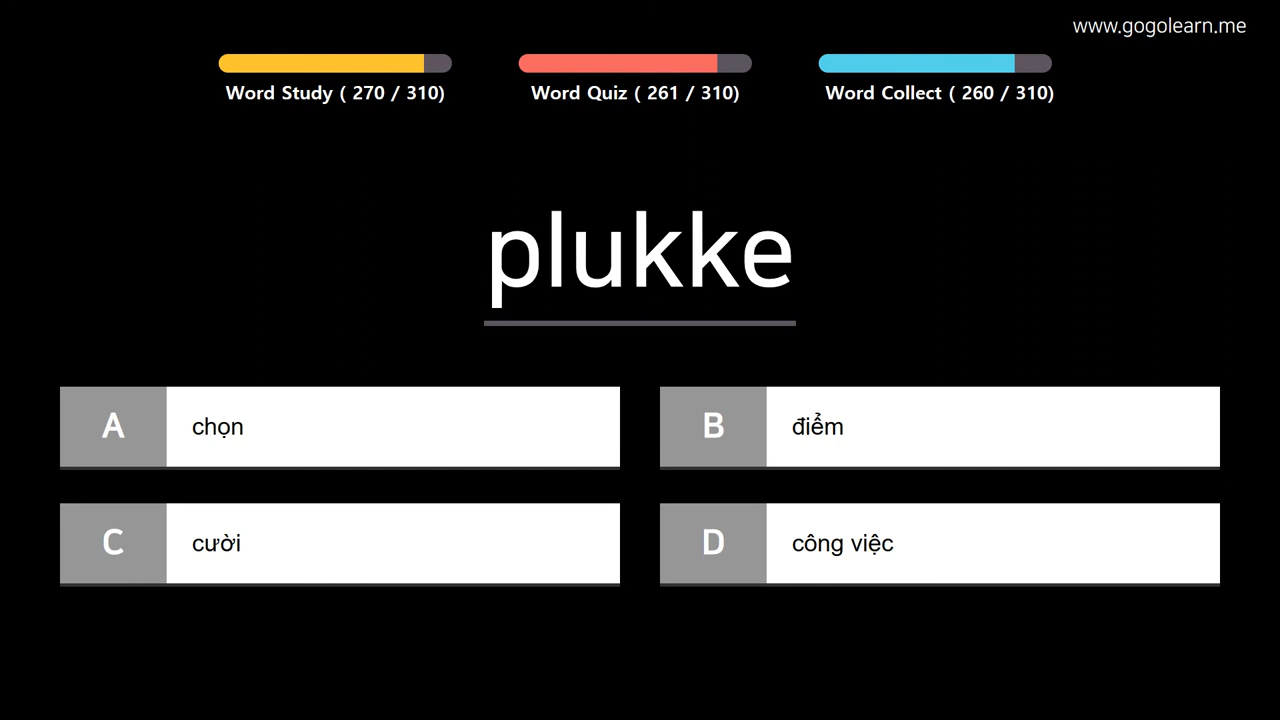 www.gogolearn.me
Word Study ( 270 / 310)
Word Quiz ( 261 / 310)
Word Collect ( 260 / 310)
plukke
A chọn
B điểm
C cười
D công việc